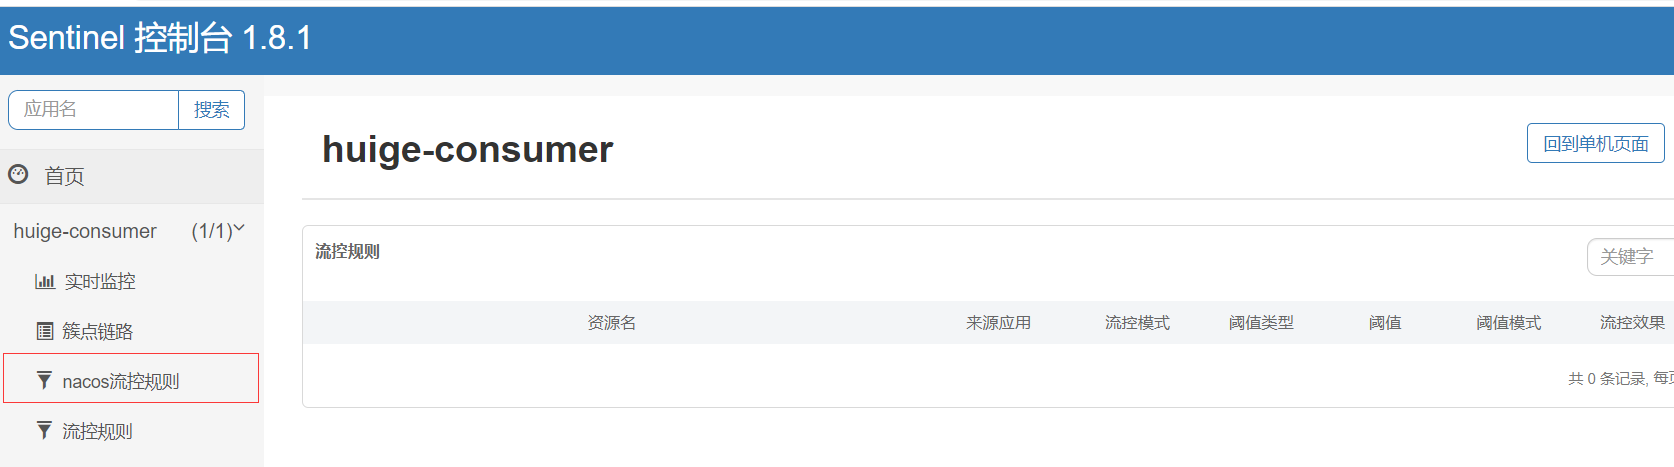 Sentinel 控制台 1.8.1
应用名 搜索
首页
huige-consumer (1/1)
实时监控
簇点链路
nacos流控规则
流控规则
huige-consumer
回到单机页面
流控规则
关键字
资源名 来源应用 流控模式 阈值类型 阈值 阈值模式 流控效果
共 0 条记录, 每